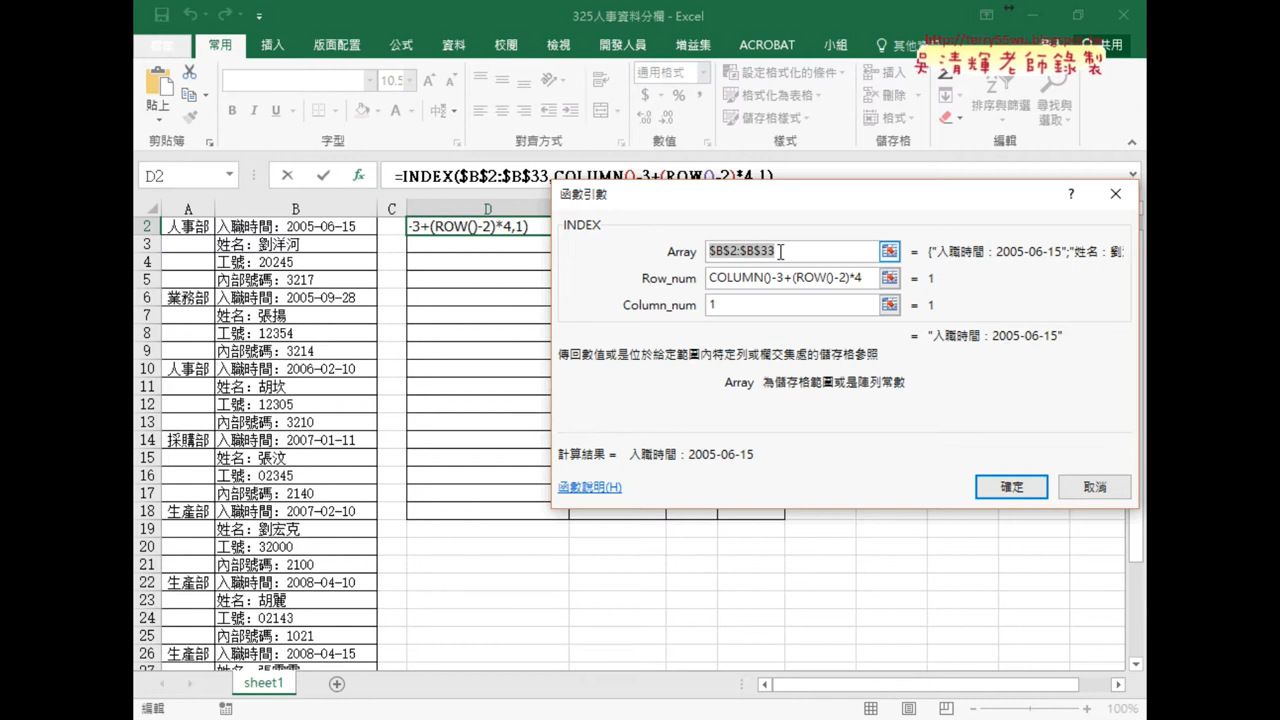 325人事資料分欄 - Excel
常用 插入 版面配置 公式 資料 校閱 檢視 開發人員 增益集 ACROBAT 小組 共用
吳清輝老師錄製
貼上 10.5 通用格式 設定格式化的條件 格式化為表格 儲存格樣式 插入 刪除 格式 排序與篩選 尋找與選取
剪貼簿 字型 對齊方式 數值 樣式 儲存格 編輯
D2 =INDEX($B$2:$B$33,COLUMN()-3+(ROW()-2)*4,1)
A B C D
2 人事部 入職時間：2005-06-15 -3+(ROW()-2)*4,1)
3 姓名：劉洋河
4 工號：20245
5 內部號碼：3217
6 業務部 入職時間：2005-09-28
7 姓名：張揚
8 工號：12354
9 內部號碼：3214
10 人事部 入職時間：2006-02-10
11 姓名：胡坎
12 工號：12305
13 內部號碼：3210
14 採購部 入職時間：2007-01-11
15 姓名：張汶
16 工號：02345
17 內部號碼：2140
18 生產部 入職時間：2007-02-10
19 姓名：劉宏克
20 工號：32000
21 內部號碼：2100
22 生產部 入職時間：2008-04-10
23 姓名：胡麗
24 工號：02143
25 內部號碼：1021
26 生產部 入職時間：2008-04-15
27
函數引數 ?
INDEX
Array $B$2:$B$33 = {"入職時間：2005-06-15";"姓名：劉
Row_num COLUMN()-3+(ROW()-2)*4 = 1
Column_num 1 = 1
= "入職時間：2005-06-15"
傳回數值或是位於給定範圍內特定列或欄交集處的儲存格參照
Array 為儲存格範圍或是陣列常數
計算結果 = 入職時間：2005-06-15
函數說明(H) 確定 取消
sheet1
編輯 100%